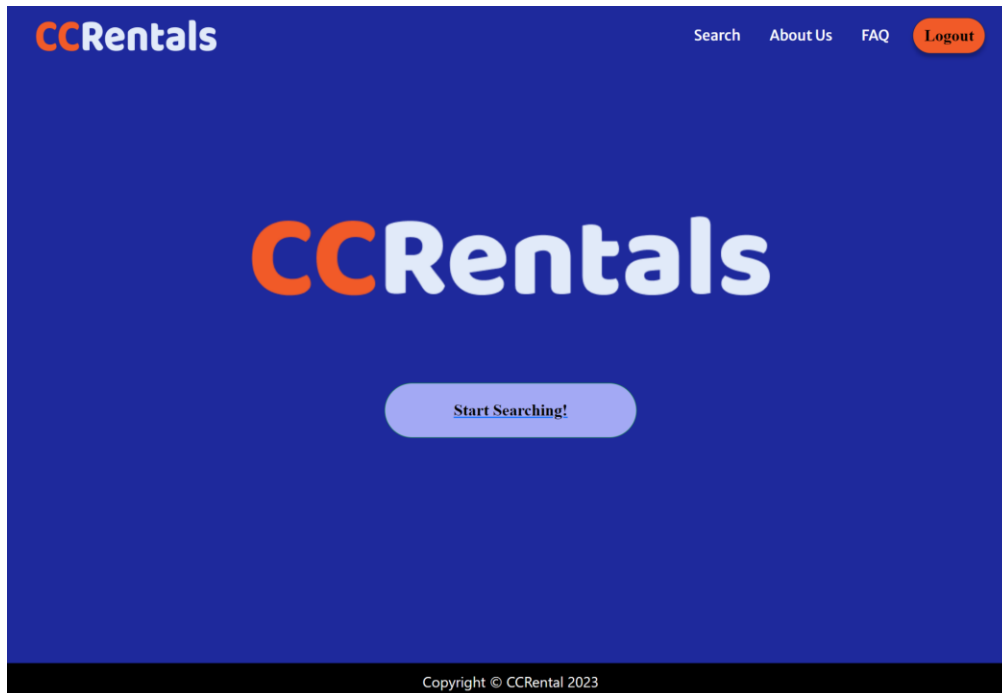 CCRentals
Search About Us FAQ Logout
CCRentals
Start Searching!
Copyright © CCRental 2023